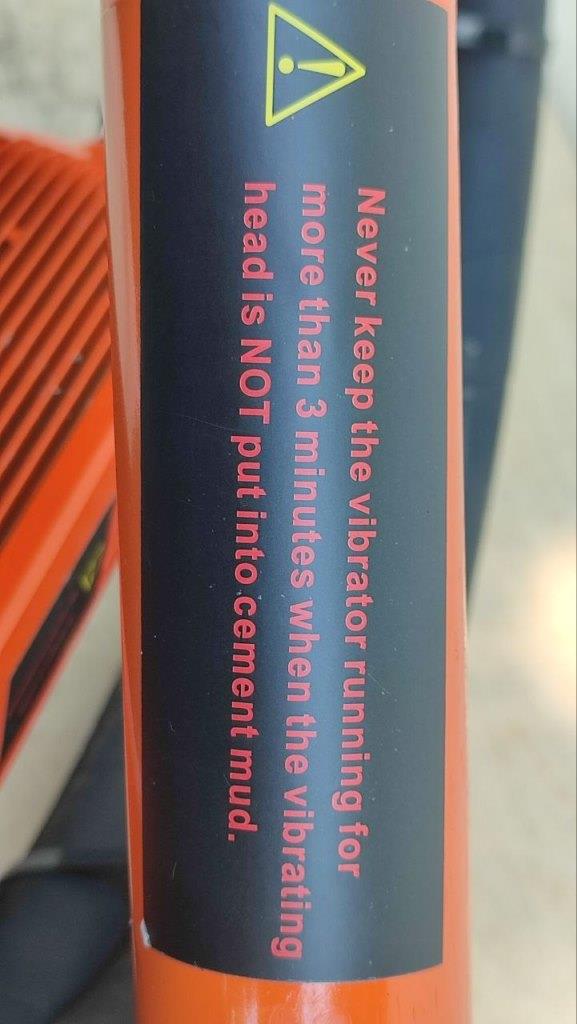 Never keep the vibrator running for
more than 3 minutes when the vibrating
head is NOT put into cement mud.